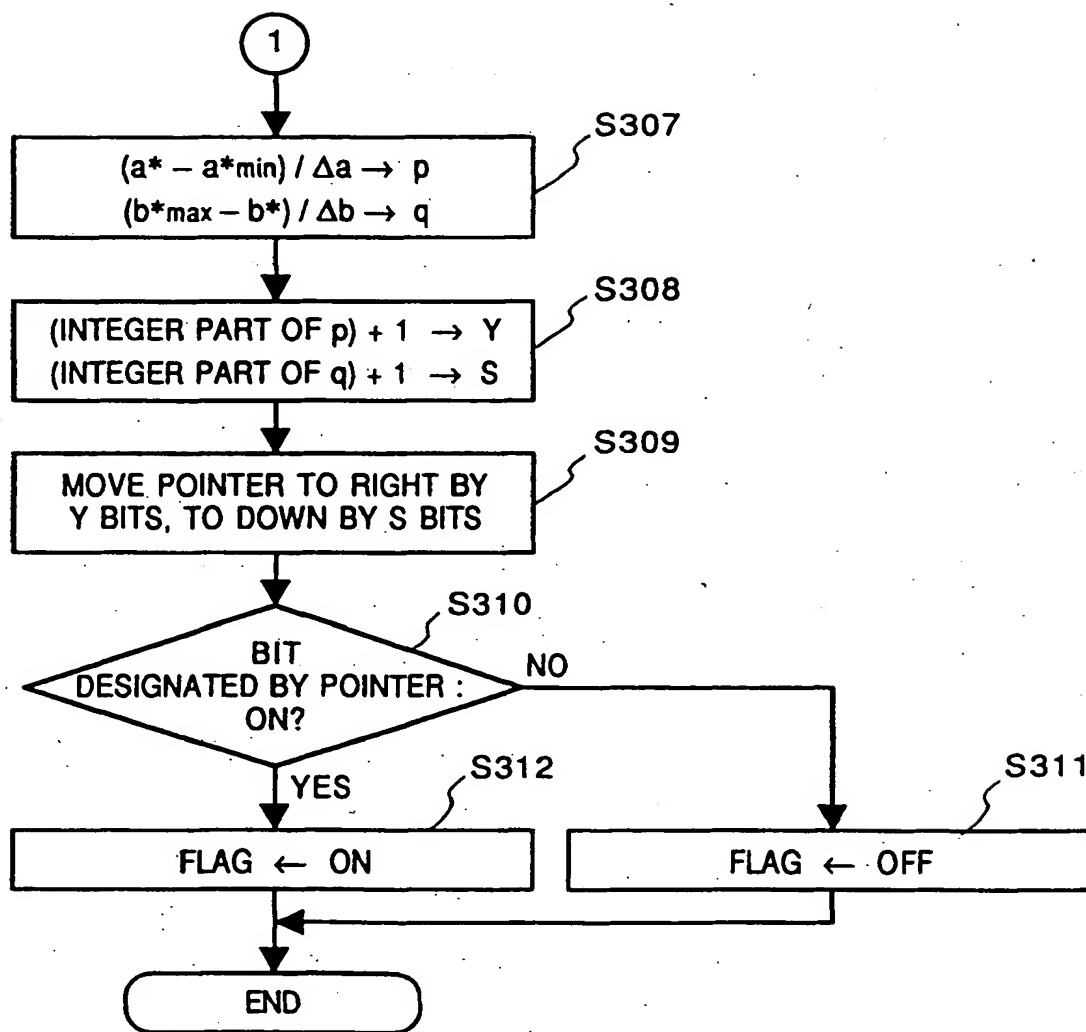 1
S307
(a* – a*min) / Δa → p
(b*max – b*) / Δb → q
S308
(INTEGER PART OF p) + 1 → Y
(INTEGER PART OF q) + 1 → S
S309
MOVE POINTER TO RIGHT BY
Y BITS, TO DOWN BY S BITS
S310
BIT
DESIGNATED BY POINTER :
ON?
NO
YES
S312
S311
FLAG ← ON
FLAG ← OFF
END